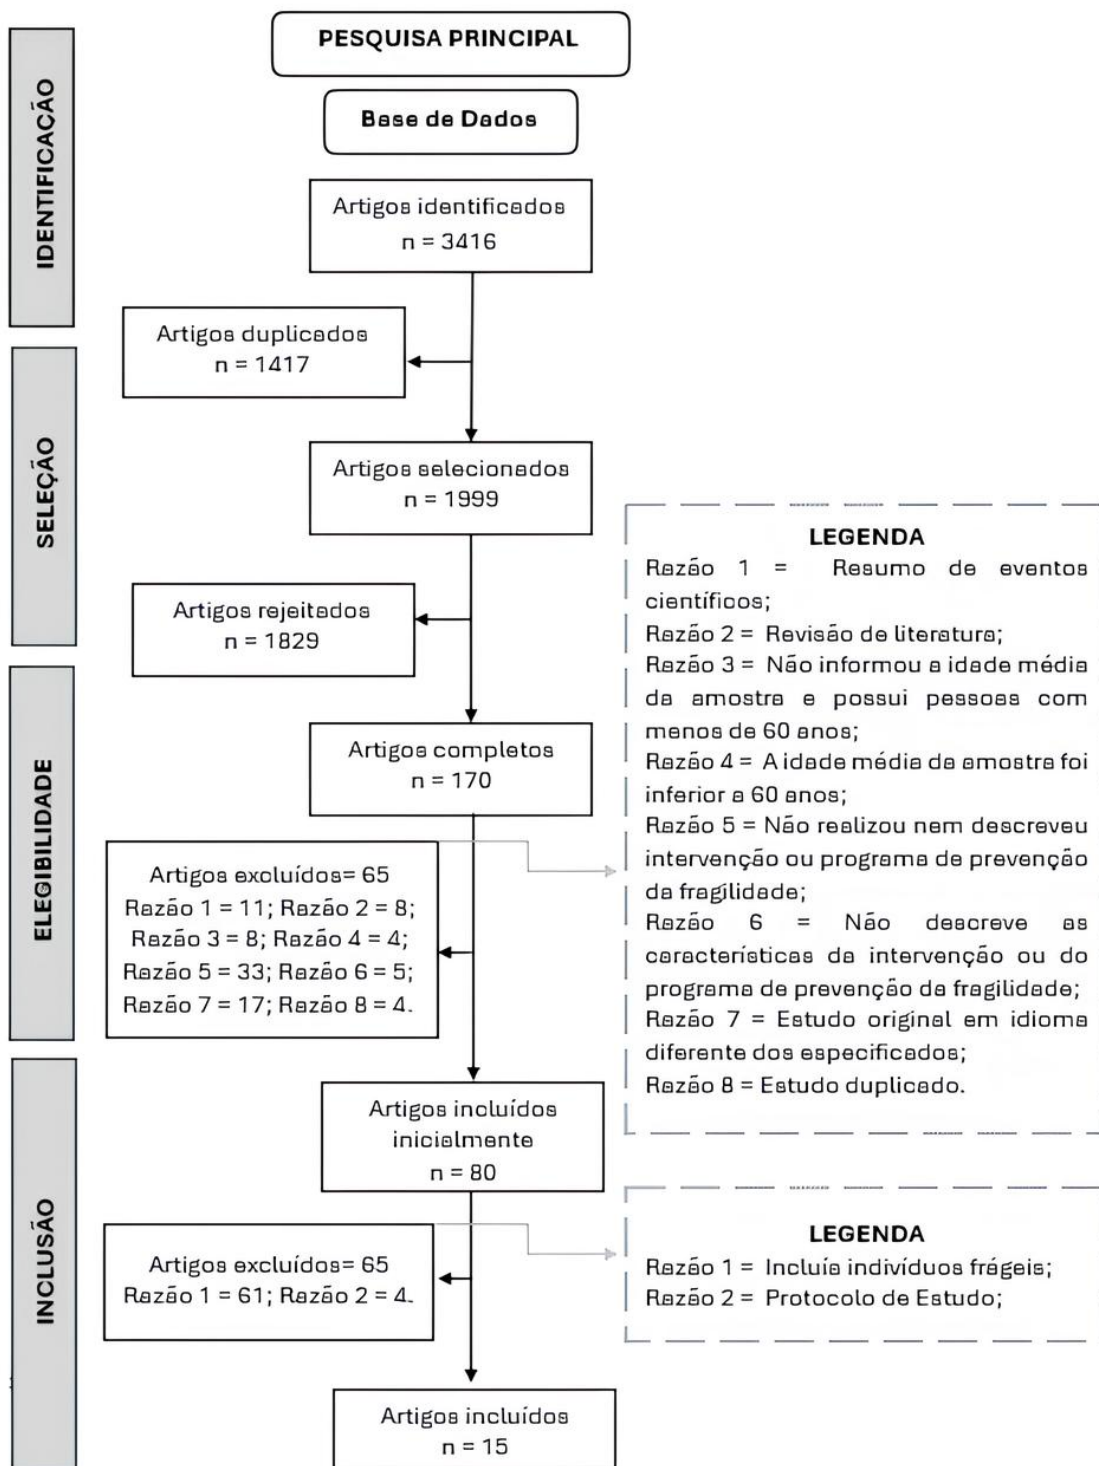 PESQUISA PRINCIPAL
Base de Dados
IDENTIFICAÇÃO
Artigos identificados
n = 3416
Artigos duplicados
n = 1417
SELEÇÃO
Artigos selecionados
n = 1999
Artigos rejeitados
n = 1829
ELEGIBILIDADE
Artigos completos
n = 170
Artigos excluídos= 65
Razão 1 = 11; Razão 2 = 8;
Razão 3 = 8; Razão 4 = 4;
Razão 5 = 33; Razão 6 = 5;
Razão 7 = 17; Razão 8 = 4.
LEGENDA
Razão 1 = Resumo de eventos
científicos;
Razão 2 = Revisão de literatura;
Razão 3 = Não informou a idade média
da amostra e possui pessoas com
menos de 60 anos;
Razão 4 = A idade média da amostra foi
inferior a 60 anos;
Razão 5 = Não realizou nem descreveu
intervenção ou programa de prevenção
da fragilidade;
Razão 6 = Não descreve as
características da intervenção ou do
programa de prevenção da fragilidade;
Razão 7 = Estudo original em idioma
diferente dos especificados;
Razão 8 = Estudo duplicado.
INCLUSÃO
Artigos incluídos
inicialmente
n = 80
Artigos excluídos= 65
Razão 1 = 61; Razão 2 = 4.
LEGENDA
Razão 1 = Incluía indivíduos frágeis;
Razão 2 = Protocolo de Estudo;
Artigos incluídos
n = 15